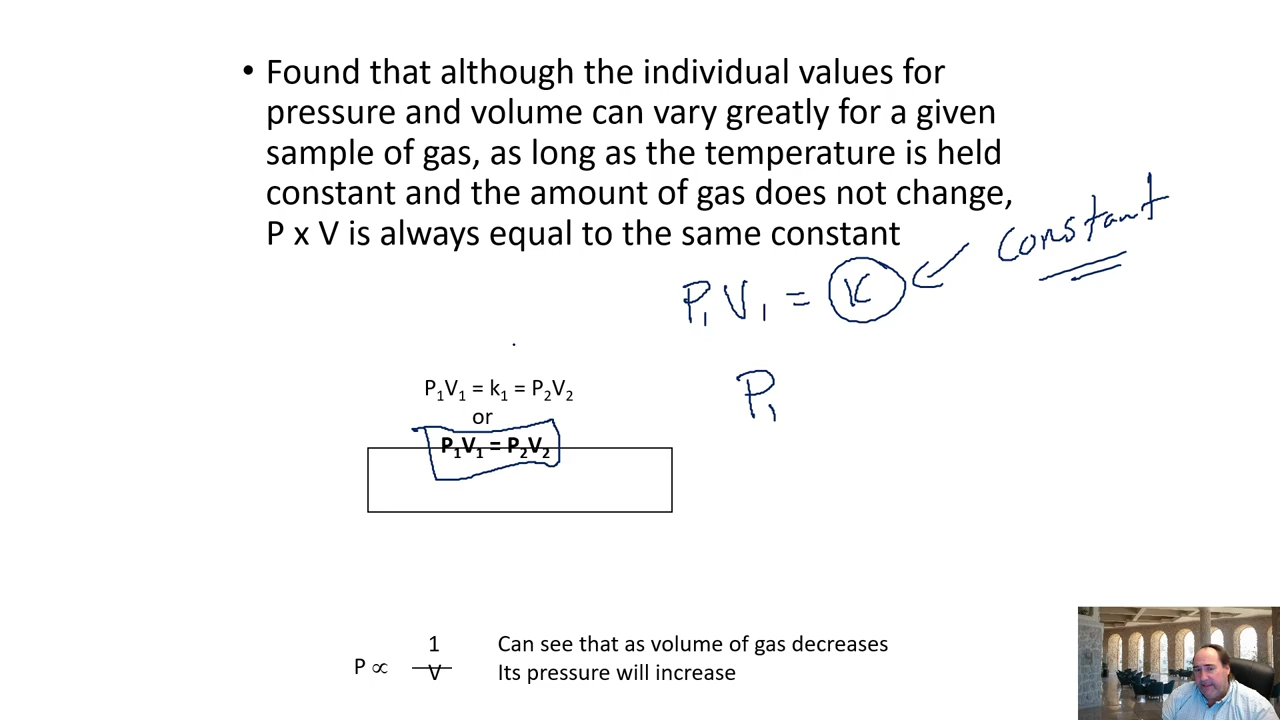 • Found that although the individual values for
pressure and volume can vary greatly for a given
sample of gas, as long as the temperature is held
constant and the amount of gas does not change,
P x V is always equal to the same constant
constant
P₁V₁ = K
P₁V₁ = k₁ = P₂V₂
P₁
or
P₁V₁ = P₂V₂
1
Can see that as volume of gas decreases
P ∝
V
Its pressure will increase